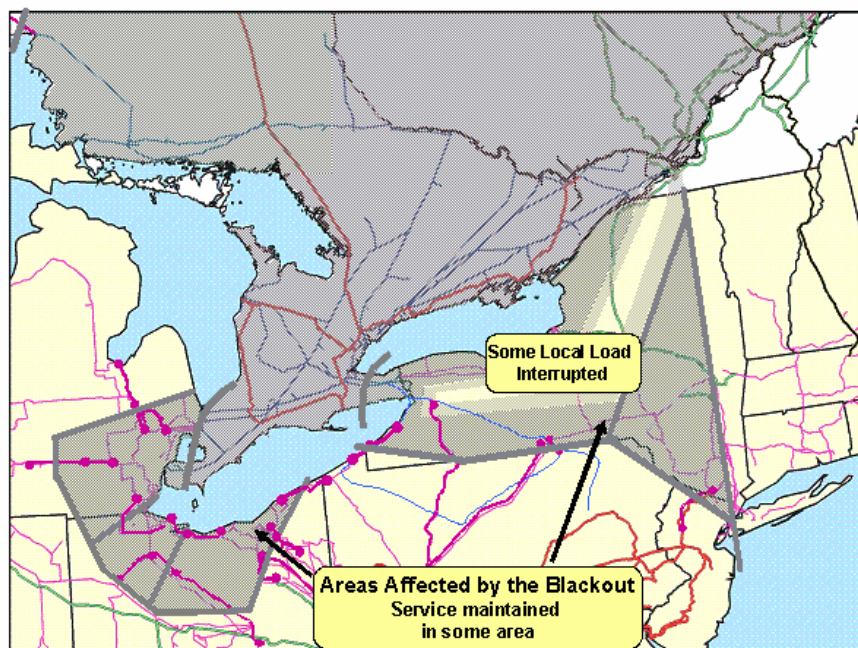 Some Local Load
Interrupted
Areas Affected by the Blackout
Service maintained
in some area